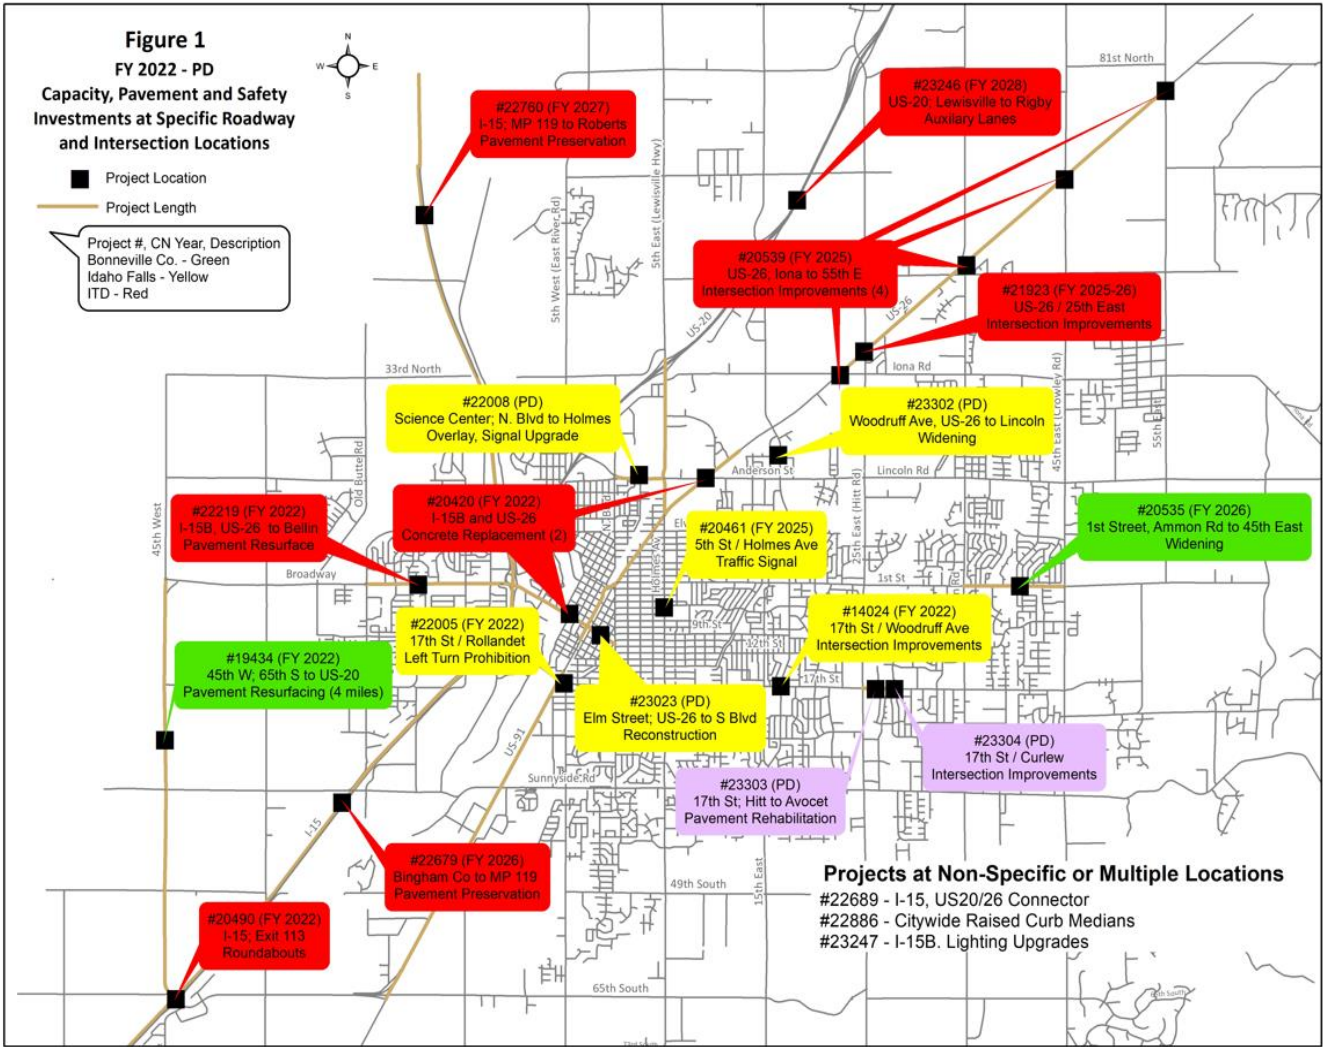 Figure 1
FY 2022 - PD
Capacity, Pavement and Safety
Investments at Specific Roadway
and Intersection Locations
N
W
E
S
Project Location
Project Length
Project #, CN Year, Description
Bonneville Co. - Green
Idaho Falls - Yellow
ITD - Red
#22760 (FY 2027)
I-15; MP 119 to Roberts
Pavement Preservation
#23246 (FY 2028)
US-20; Lewisville to Rigby
Auxilary Lanes
81st North
5th West (East River Rd)
5th East (Lewisville Hwy)
#20539 (FY 2025)
US-26; Iona to 55th E
Intersection Improvements (4)
#21923 (FY 2025-26)
US-26 / 25th East
Intersection Improvements
US-20
US-26
33rd North
Iona Rd
45th East (Crowley Rd)
55th East
#22008 (PD)
Science Center; N. Blvd to Holmes
Overlay, Signal Upgrade
#23302 (PD)
Woodruff Ave, US-26 to Lincoln
Widening
Old Butte Rd
Anderson St
Lincoln Rd
45th West
#22219 (FY 2022)
I-15B, US-26 to Bellin
Pavement Resurface
#20420 (FY 2022)
I-15B and US-26
Concrete Replacement (2)
N Bl
Elv
Holmes Av
#20461 (FY 2025)
5th St / Holmes Ave
Traffic Signal
25th East (Hitt Rd)
#20535 (FY 2026)
1st Street, Ammon Rd to 45th East
Widening
Broadway
1st St
Rd
#22005 (FY 2022)
17th St / Rollandet
Left Turn Prohibition
9th St
12th St
#14024 (FY 2022)
17th St / Woodruff Ave
Intersection Improvements
#19434 (FY 2022)
45th W; 65th S to US-20
Pavement Resurfacing (4 miles)
17th St
#23023 (PD)
Elm Street; US-26 to S Blvd
Reconstruction
US-91
#23304 (PD)
17th St / Curlew
Intersection Improvements
Sunnyside Rd
#23303 (PD)
17th St; Hitt to Avocet
Pavement Rehabilitation
I-15
#22679 (FY 2026)
Bingham Co to MP 119
Pavement Preservation
49th South
15th East
Projects at Non-Specific or Multiple Locations
#22689 - I-15, US20/26 Connector
#22886 - Citywide Raised Curb Medians
#23247 - I-15B. Lighting Upgrades
#20490 (FY 2022)
I-15; Exit 113
Roundabouts
65th South
65th South